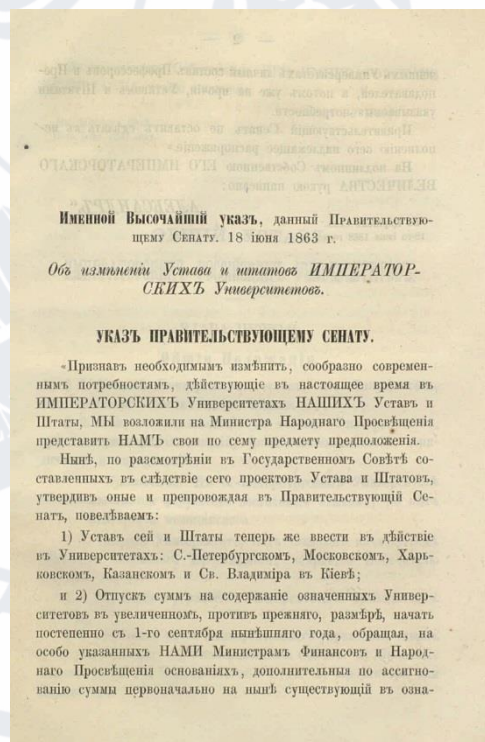 Именной Высочайшій указъ, данный Правительствую-
щему Сенату. 18 іюня 1863 г.
Объ измѣненіи Устава и штатовъ ИМПЕРАТОР-
СКИХЪ Университетовъ.
УКАЗЪ ПРАВИТЕЛЬСТВУЮЩЕМУ СЕНАТУ.
«Признавъ необходимымъ измѣнить, сообразно современ-
нымъ потребностямъ, дѣйствующіе въ настоящее время въ
ИМПЕРАТОРСКИХЪ Университетахъ НАШИХЪ Уставъ и
Штаты, МЫ возложили на Министра Народнаго Просвѣщенія
представить НАМЪ свои по сему предмету предположенія.
Нынѣ, по разсмотрѣніи въ Государственномъ Совѣтѣ со-
ставленныхъ въ слѣдствіе сего проектовъ Устава и Штатовъ,
утвердивъ оные и препровождая въ Правительствующій Се-
натъ, повелѣваемъ:
1) Уставъ сей и Штаты теперь же ввести въ дѣйствіе
въ Университетахъ: С.-Петербургскомъ, Московскомъ, Харь-
ковскомъ, Казанскомъ и Св. Владиміра въ Кіевѣ;
и 2) Отпускъ суммъ на содержаніе означенныхъ Универ-
ситетовъ въ увеличенномъ, противъ прежняго, размѣрѣ, начать
постепенно съ 1-го сентября нынѣшняго года, обращая, на
особо указанныхъ НАМИ Министрамъ Финансовъ и Народ-
наго Просвѣщенія основаніяхъ, дополнительныя по ассигно-
ванію суммы первоначально на нынѣ существующій въ озна-